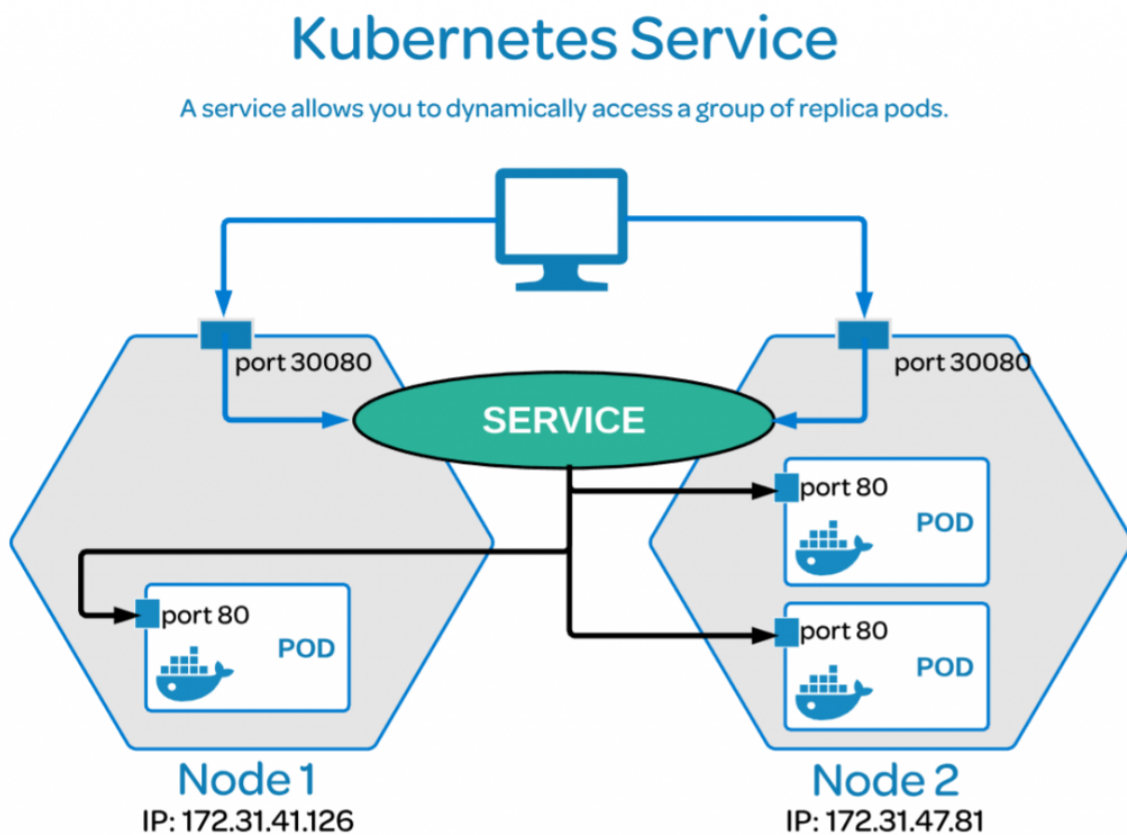 Kubernetes Service
A service allows you to dynamically access a group of replica pods.
port 30080
port 30080
SERVICE
port 80
POD
port 80
POD
port 80
POD
Node 1
IP: 172.31.41.126
Node 2
IP: 172.31.47.81